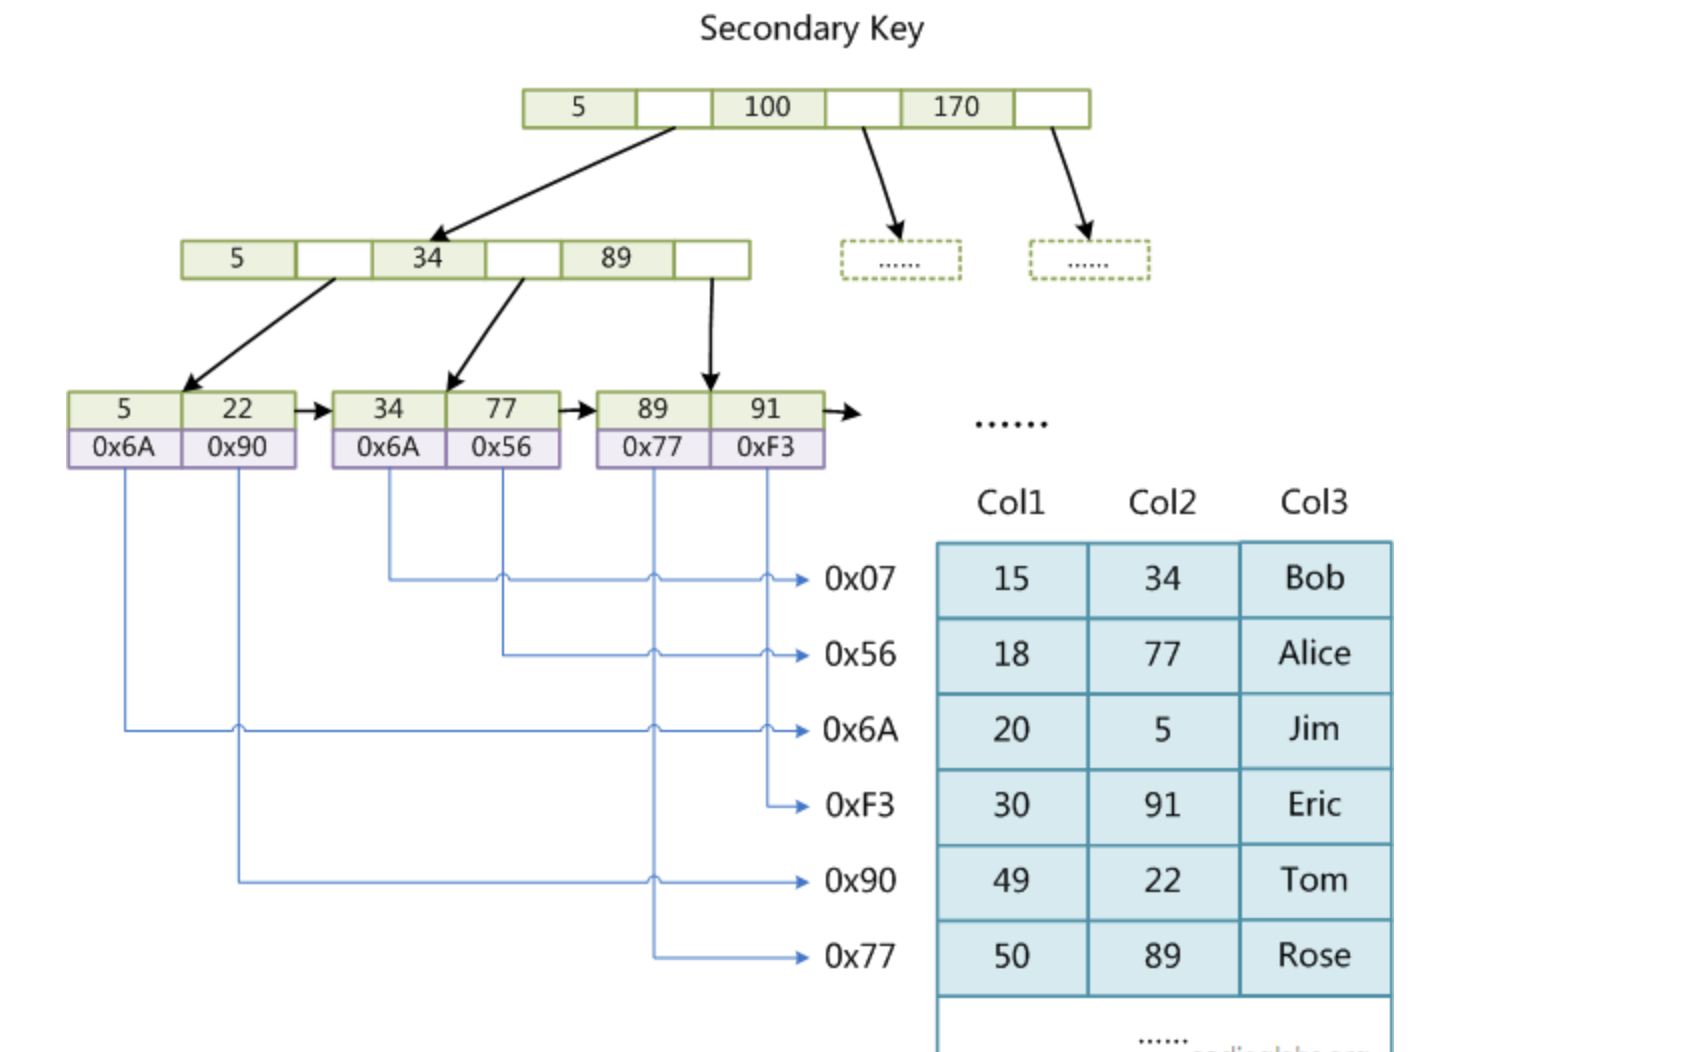 Secondary Key
5 100 170
5 34 89 ...... ......
5 22 34 77 89 91
0x6A 0x90 0x6A 0x56 0x77 0xF3
......
Col1 Col2 Col3
0x07 15 34 Bob
0x56 18 77 Alice
0x6A 20 5 Jim
0xF3 30 91 Eric
0x90 49 22 Tom
0x77 50 89 Rose
......